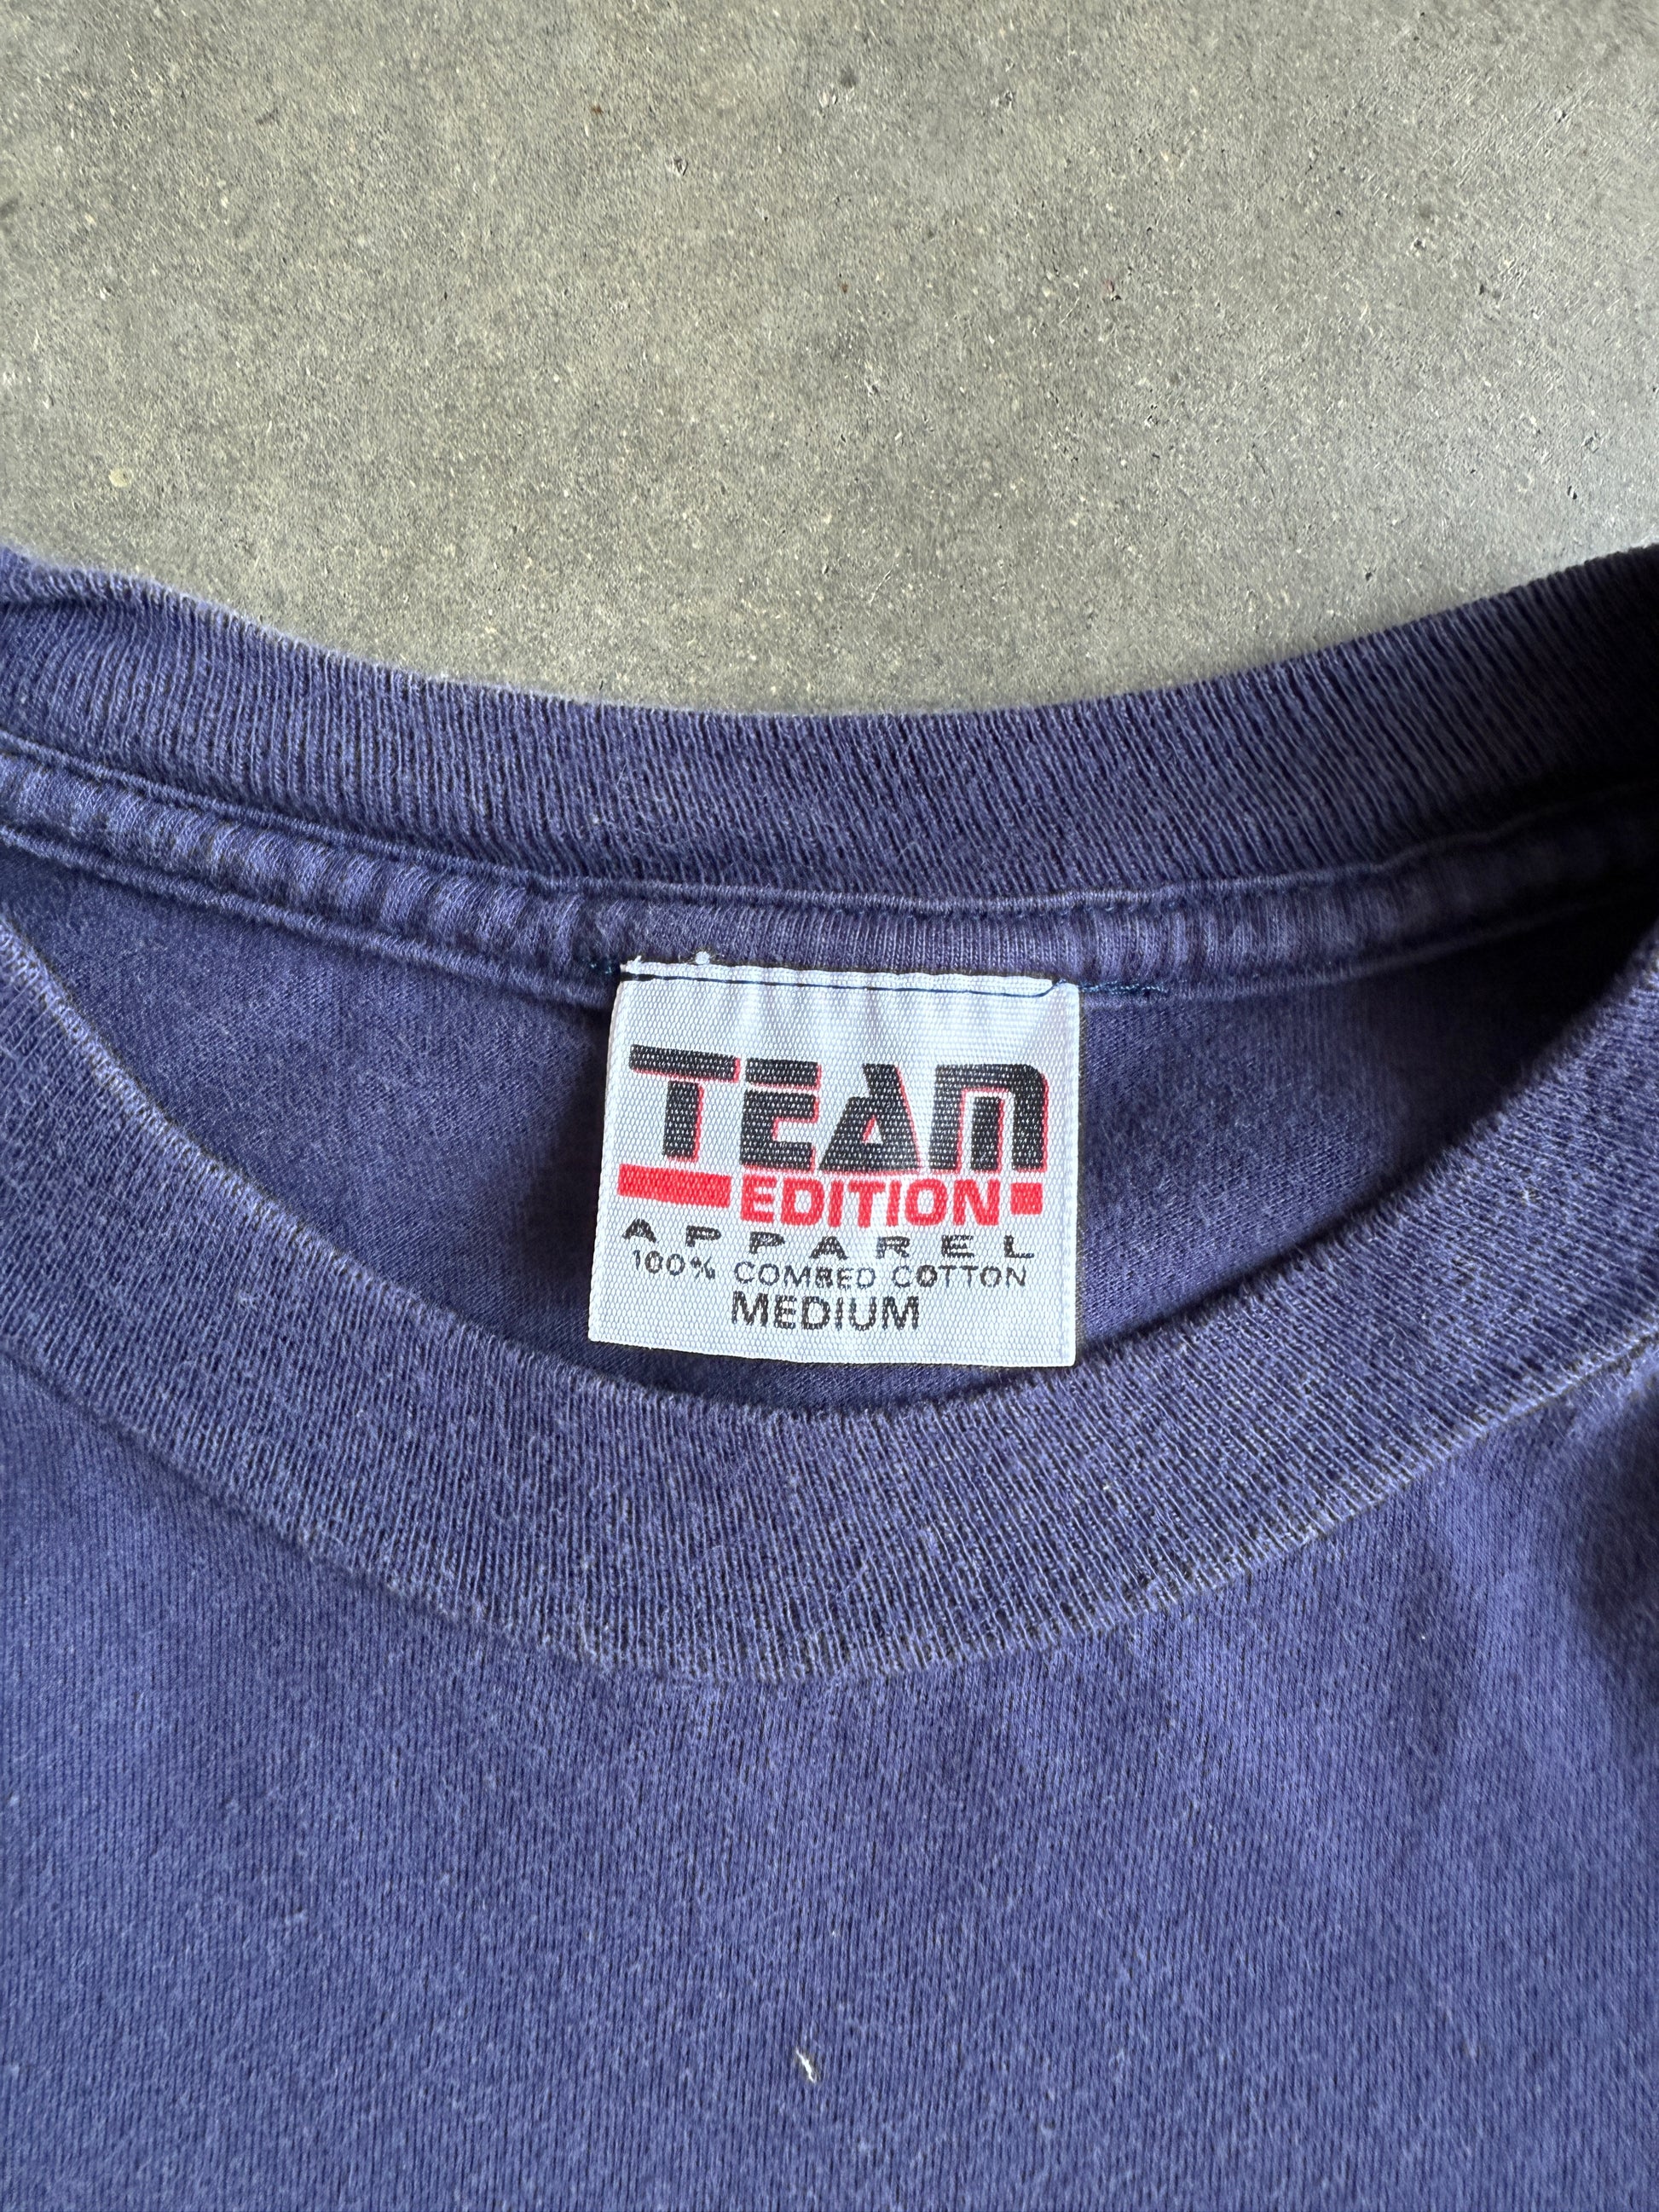 TEAM
EDITION
APPAREL
100% COMBED COTTON
MEDIUM